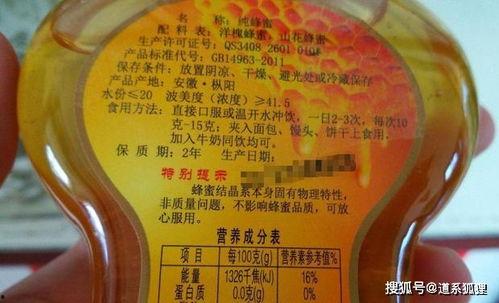 名 称：纯蜂蜜
配 料 表：洋槐蜂蜜，山花蜂蜜
生产许可证号：QS3408 2601 0104
产品标准代号：GB14963-2011
保存条件：放置阴凉、干燥、避光处或冷藏保存
产品产地：安徽·枞阳
水份≤20 波美度（浓度）≥41.5
食用方法：直接口服或温开水冲饮，一日2-3次，每次10
克-15克；夹入面包、馒头、饼干上食用。
加入牛奶同饮均可。
保 质 期：2年 生产日期：
特别提示
蜂蜜结晶系本身固有物理特性，
非质量问题，不影响蜂蜜品质，可放
心服用。
营养成分表
项目 每100克(g) 营养素参考值%
能量 1326千焦(KJ) 16%
蛋白质 0.0克(g) 0%
搜狐号@道系狐狸